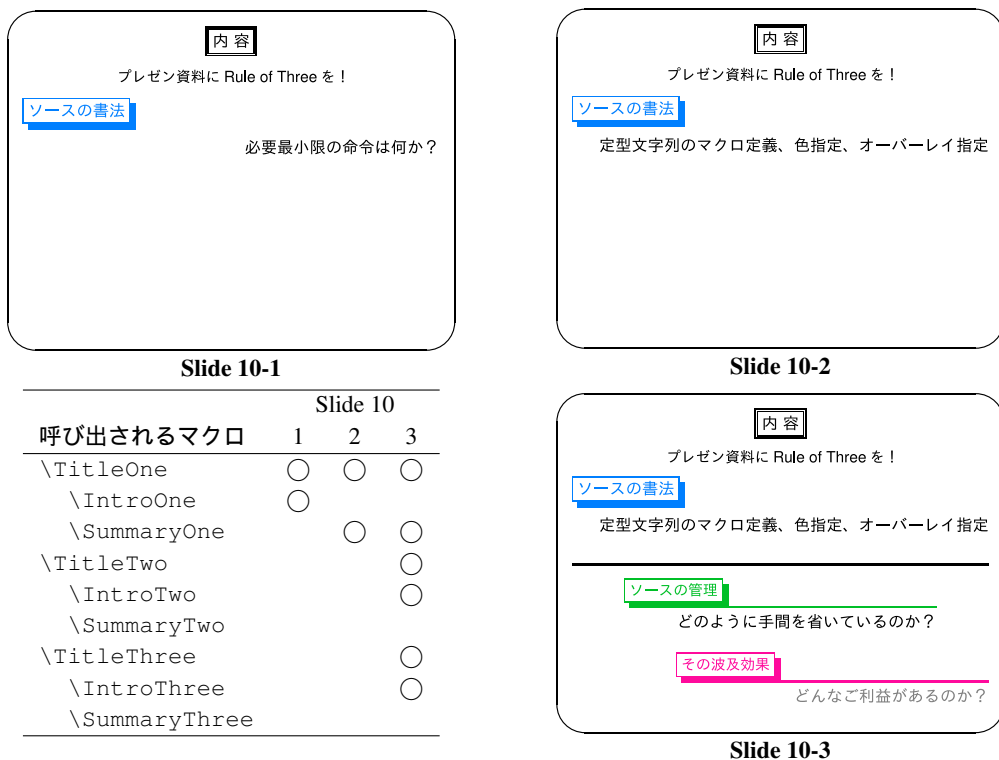 内 容
プレゼン資料に Rule of Three を！
ソースの書法
必要最小限の命令は何か？
Slide 10-1
内 容
プレゼン資料に Rule of Three を！
ソースの書法
定型文字列のマクロ定義、色指定、オーバーレイ指定
Slide 10-2
Slide 10
呼び出されるマクロ 1 2 3
\TitleOne ○ ○ ○
\IntroOne ○
\SummaryOne ○ ○
\TitleTwo ○
\IntroTwo ○
\SummaryTwo
\TitleThree ○
\IntroThree ○
\SummaryThree
内 容
プレゼン資料に Rule of Three を！
ソースの書法
定型文字列のマクロ定義、色指定、オーバーレイ指定
ソースの管理
どのように手間を省いているのか？
その波及効果
どんなご利益があるのか？
Slide 10-3